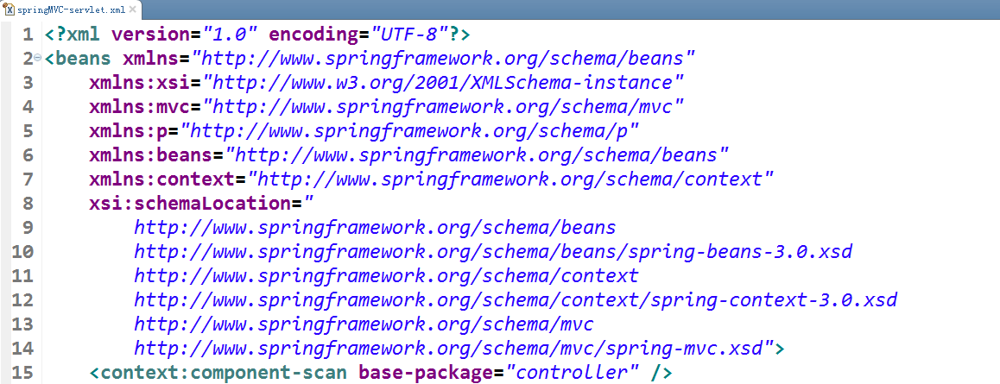 springMVC-servlet.xml
1 <?xml version="1.0" encoding="UTF-8"?>
2 <beans xmlns="http://www.springframework.org/schema/beans"
3 xmlns:xsi="http://www.w3.org/2001/XMLSchema-instance"
4 xmlns:mvc="http://www.springframework.org/schema/mvc"
5 xmlns:p="http://www.springframework.org/schema/p"
6 xmlns:beans="http://www.springframework.org/schema/beans"
7 xmlns:context="http://www.springframework.org/schema/context"
8 xsi:schemaLocation="
9 http://www.springframework.org/schema/beans
10 http://www.springframework.org/schema/beans/spring-beans-3.0.xsd
11 http://www.springframework.org/schema/context
12 http://www.springframework.org/schema/context/spring-context-3.0.xsd
13 http://www.springframework.org/schema/mvc
14 http://www.springframework.org/schema/mvc/spring-mvc.xsd">
15 <context:component-scan base-package="controller" />